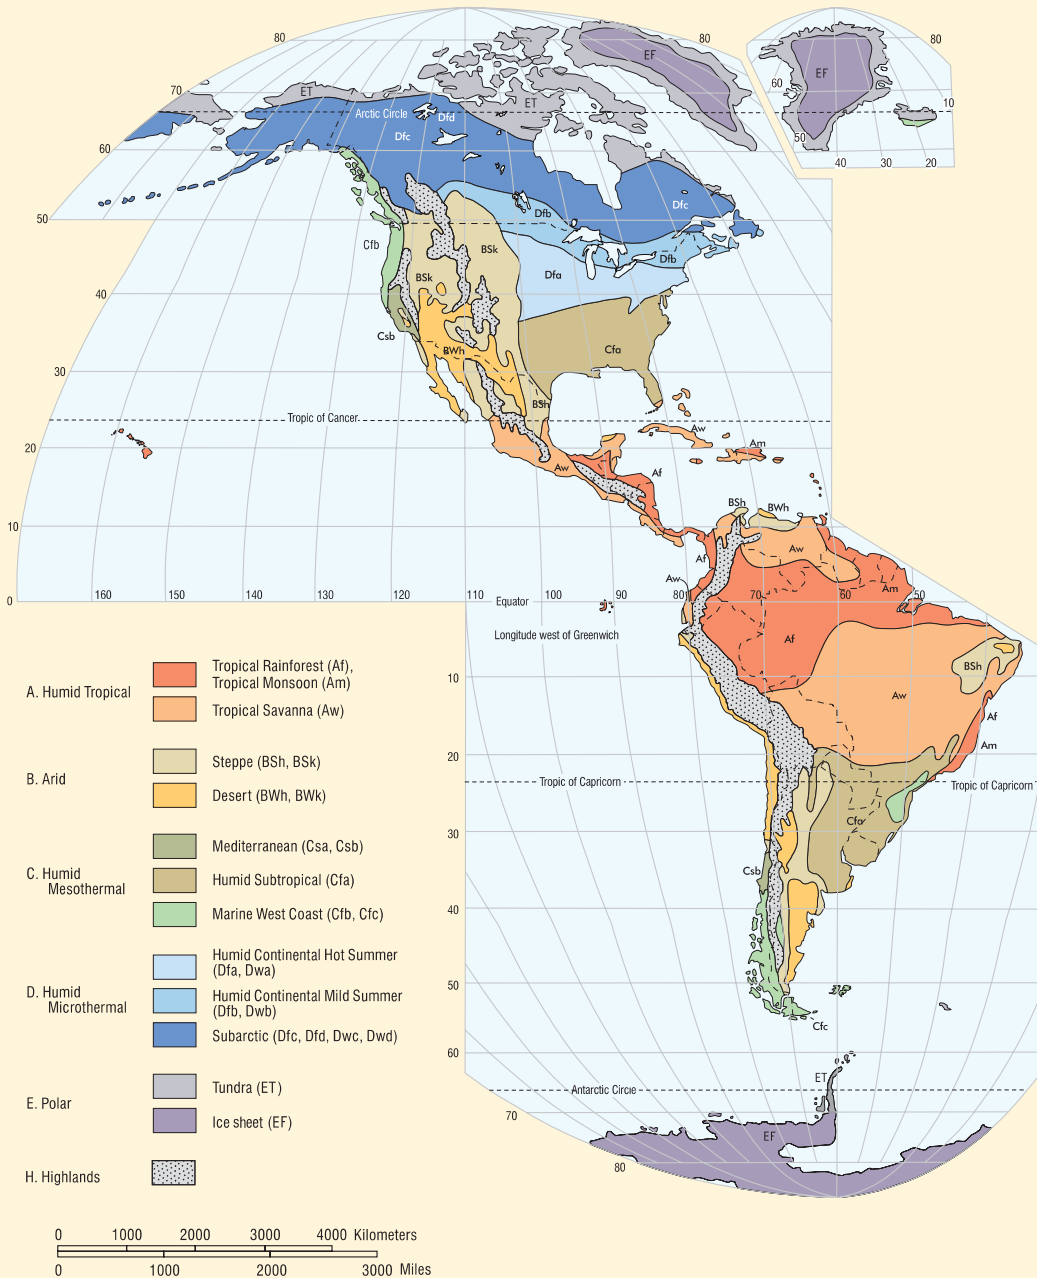 80
80
80
EF
EF
70
ET
ET
60
10
Arctic Circle
Dfd
Dfc
50
60
40
30
20
50
Dfc
Dfb
Cfb
BSk
Dfb
BSk
Dfa
40
Csb
BWh
Cfa
30
BSh
Tropic of Cancer
Aw
Am
20
Aw
Af
BSh
BWh
10
Af
Aw
Aw
Am
0
160
150
140
130
120
110
Equator
100
90
80
70
60
50
Longitude west of Greenwich
Af
BSh
10
Aw
Af
Am
20
Tropic of Capricorn
Tropic of Capricorn
Cfa
30
Csb
40
50
Cfc
60
ET
Antarctic Circle
70
EF
80
A. Humid Tropical
Tropical Rainforest (Af),
Tropical Monsoon (Am)
Tropical Savanna (Aw)
B. Arid
Steppe (BSh, BSk)
Desert (BWh, BWk)
C. Humid
Mesothermal
Mediterranean (Csa, Csb)
Humid Subtropical (Cfa)
Marine West Coast (Cfb, Cfc)
D. Humid
Microthermal
Humid Continental Hot Summer
(Dfa, Dwa)
Humid Continental Mild Summer
(Dfb, Dwb)
Subarctic (Dfc, Dfd, Dwc, Dwd)
E. Polar
Tundra (ET)
Ice sheet (EF)
H. Highlands
0 1000 2000 3000 4000 Kilometers
0 1000 2000 3000 Miles